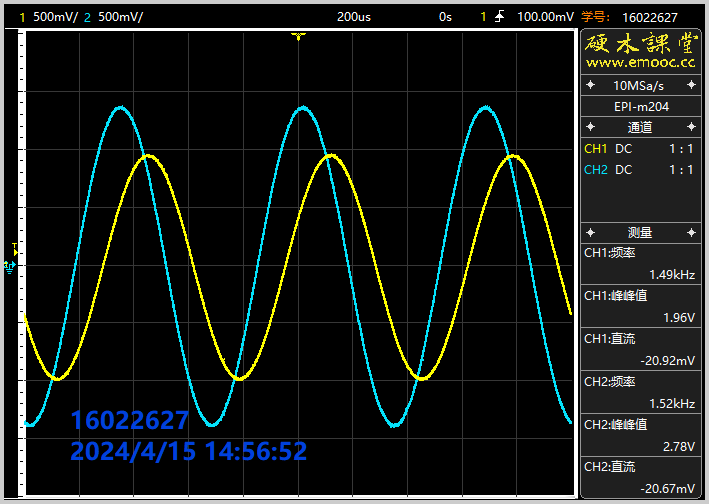 1 500mV/ 2 500mV/ 200us 0s 1 100.00mV 学号: 16022627
硬木課堂
www.emooc.cc
10MSa/s
EPI-m204
通道
CH1 DC 1 : 1
CH2 DC 1 : 1
测量
CH1:频率
1.49kHz
CH1:峰峰值
1.96V
CH1:直流
-20.92mV
CH2:频率
1.52kHz
CH2:峰峰值
2.78V
CH2:直流
-20.67mV
T
16022627
2024/4/15 14:56:52